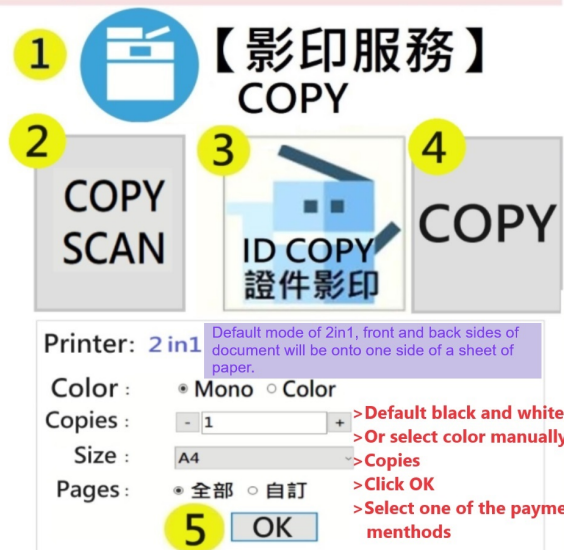 1
【影印服務】
COPY
2
COPY
SCAN
3
ID COPY
證件影印
4
COPY
Printer: 2 in1
Default mode of 2in1, front and back sides of
document will be onto one side of a sheet of
paper.
Color : Mono Color
Copies : - 1 +
Size : A4
Pages : 全部 自訂
>Default black and white
>Or select color manually
>Copies
>Click OK
>Select one of the payme
menthods
5
OK